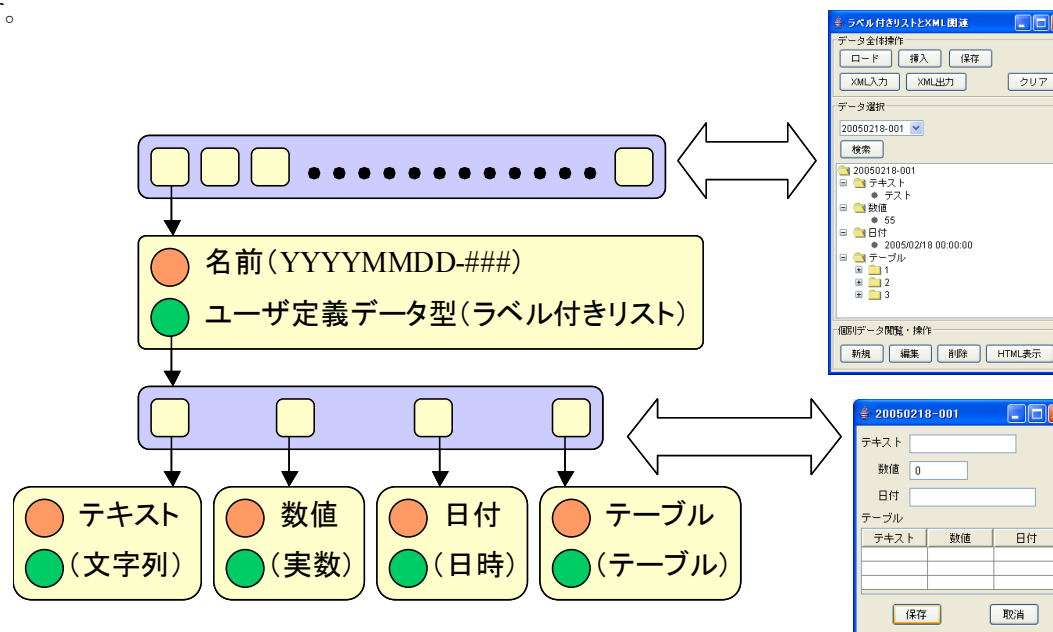 。
ラベル付きリストとXML関連
データ全体操作
ロード 挿入 保存
XML入力 XML出力 クリア
データ選択
20050218-001
検索
20050218-001
テキスト
テスト
数値
55
日付
2005/02/18 00:00:00
テーブル
1
2
3
個別データ閲覧・操作
新規 編集 削除 HTML表示
名前(YYYYMMDD-###)
ユーザ定義データ型(ラベル付きリスト)
テキスト
(文字列)
数値
(実数)
日付
(日時)
テーブル
(テーブル)
20050218-001
テキスト
数値 0
日付
テーブル
テキスト 数値 日付
保存 取消